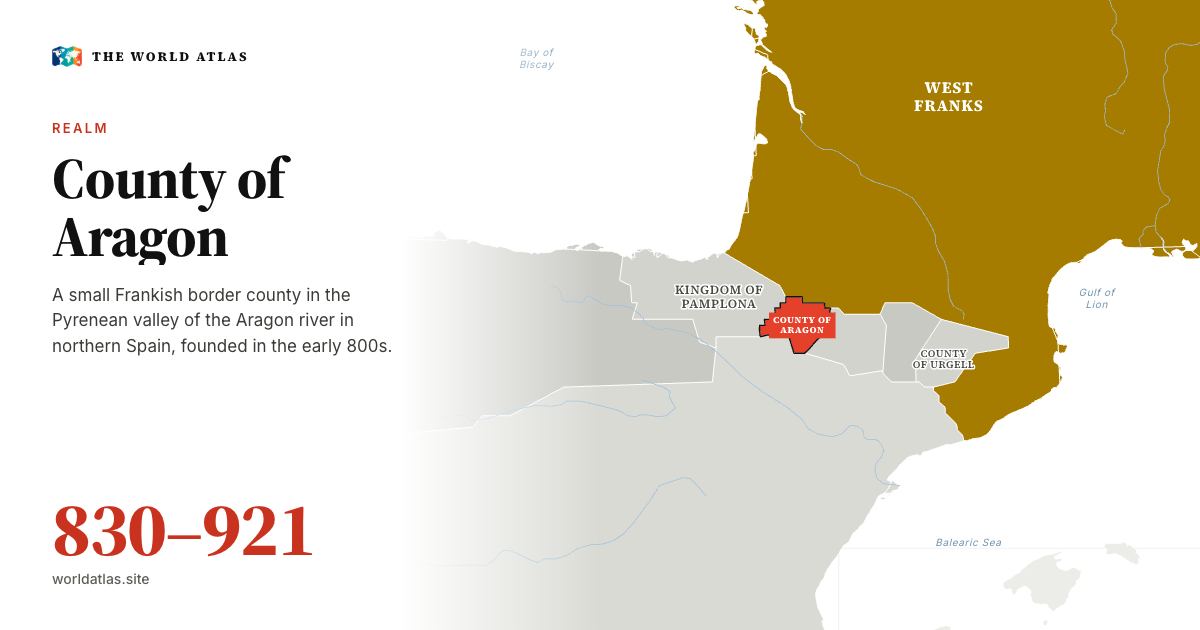 THE WORLD ATLAS
REALM
County of
Aragon
A small Frankish border county in the
Pyrenean valley of the Aragon river in
northern Spain, founded in the early 800s.
830–921
worldatlas.site
Bay of
Biscay
WEST
FRANKS
KINGDOM OF
PAMPLONA
COUNTY OF
ARAGON
COUNTY
OF URGELL
Gulf of
Lion
Balearic Sea